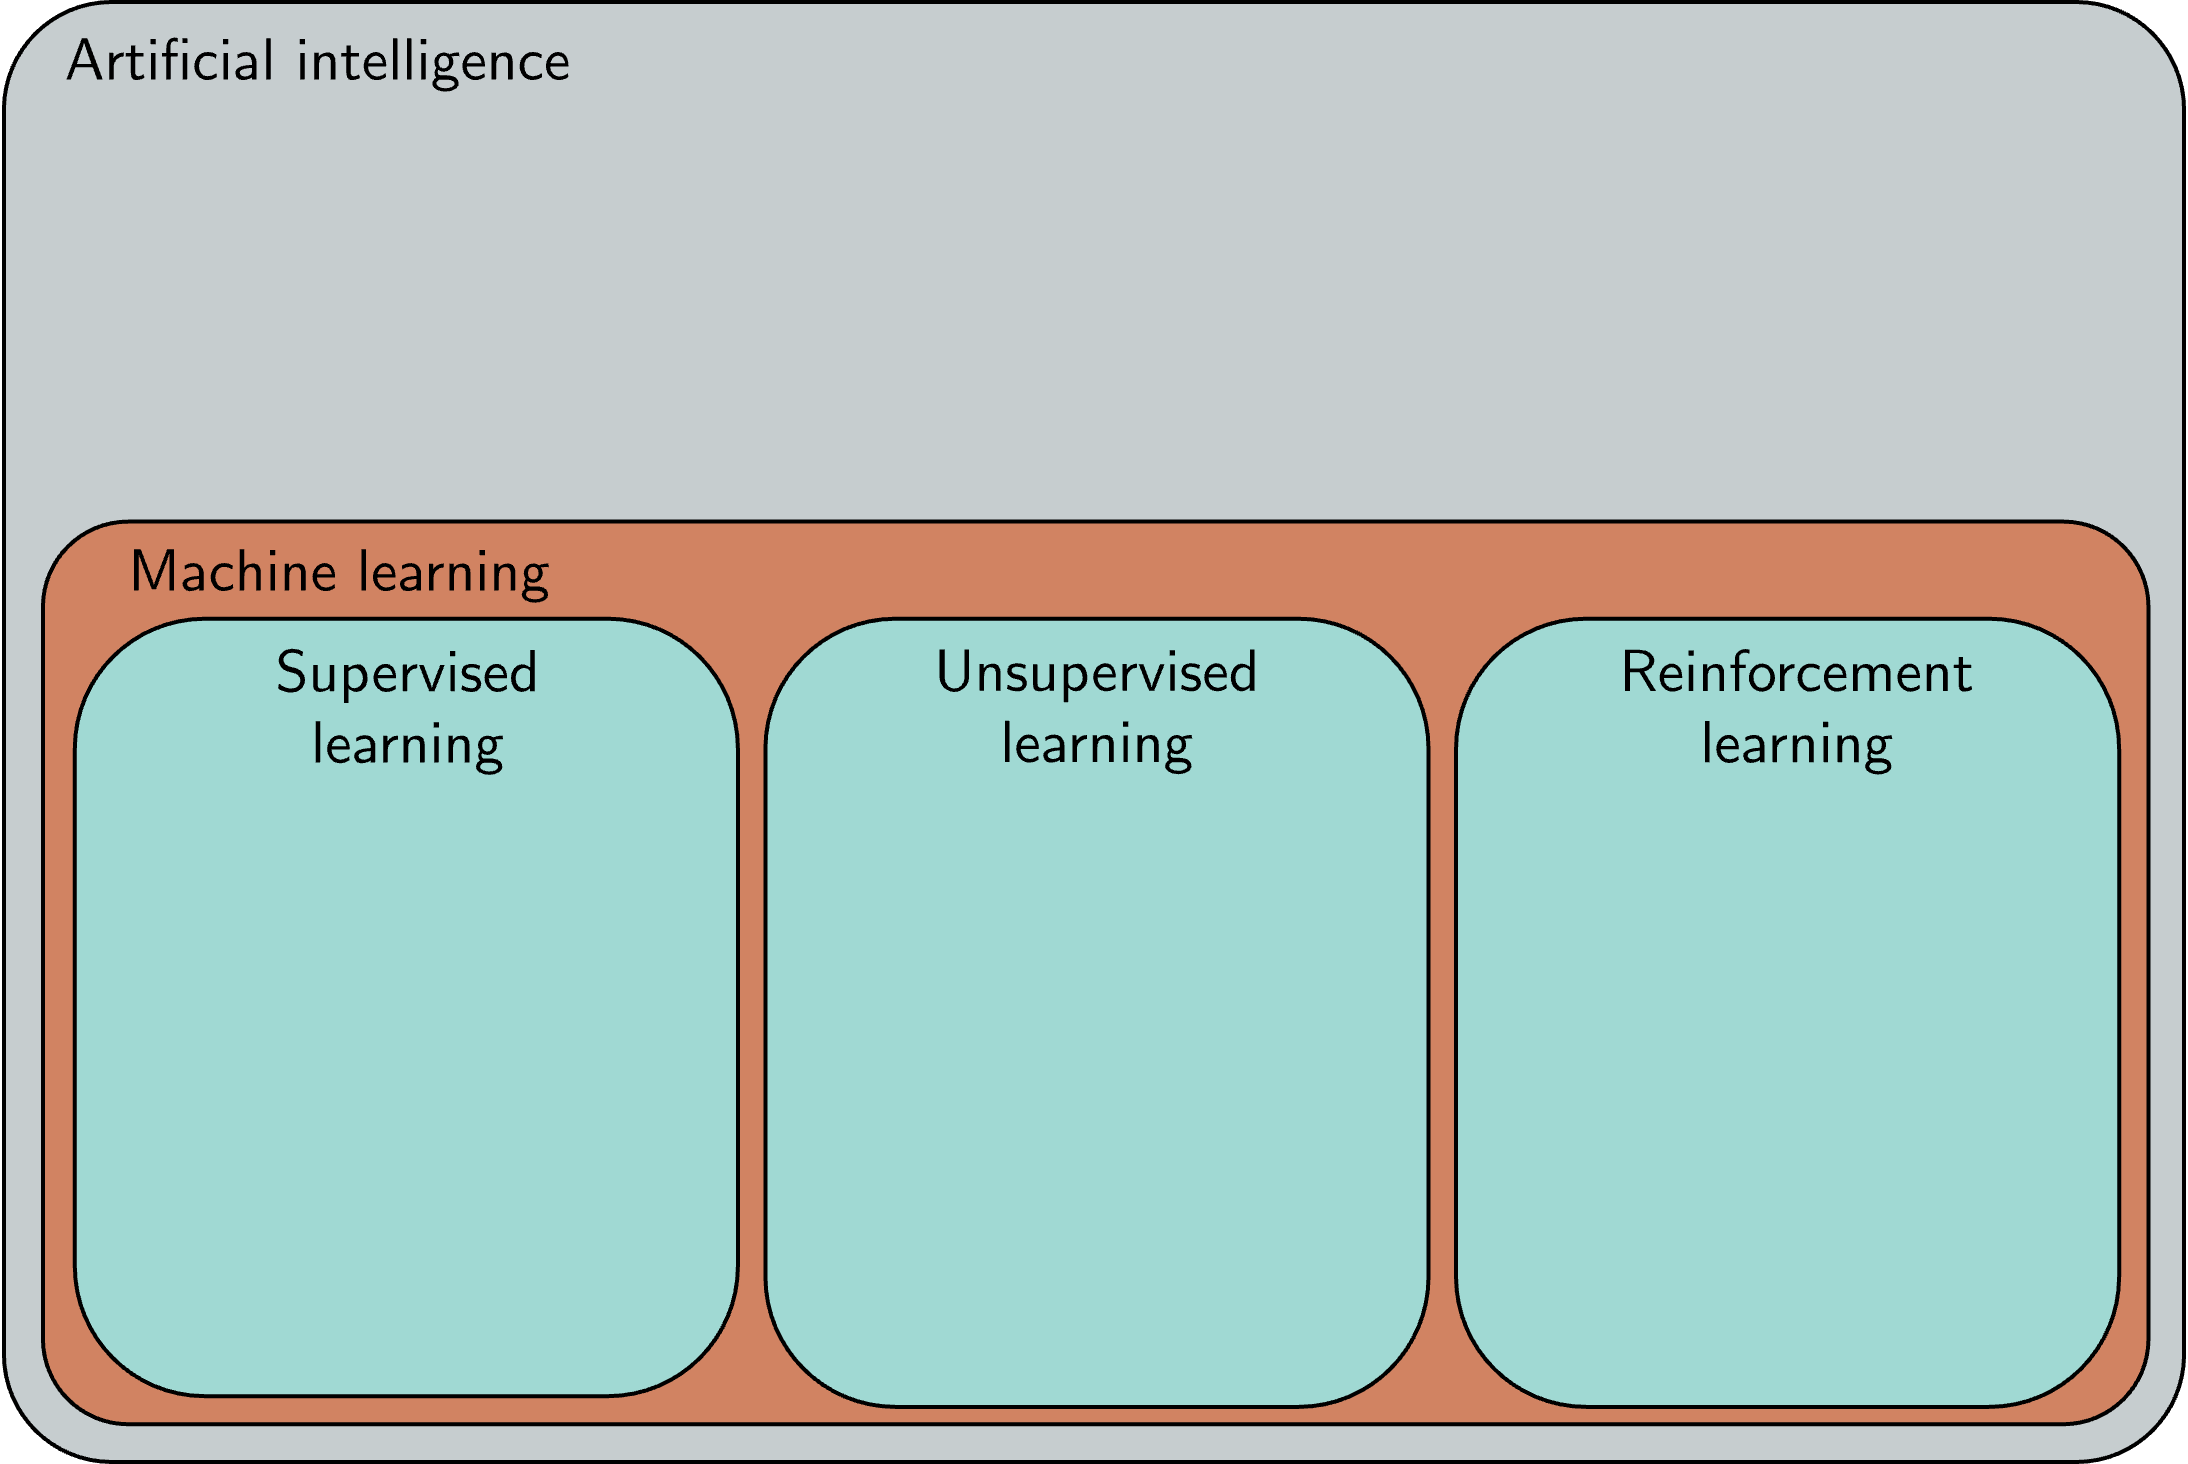 Artificial intelligence
Machine learning
Supervised
learning
Unsupervised
learning
Reinforcement
learning